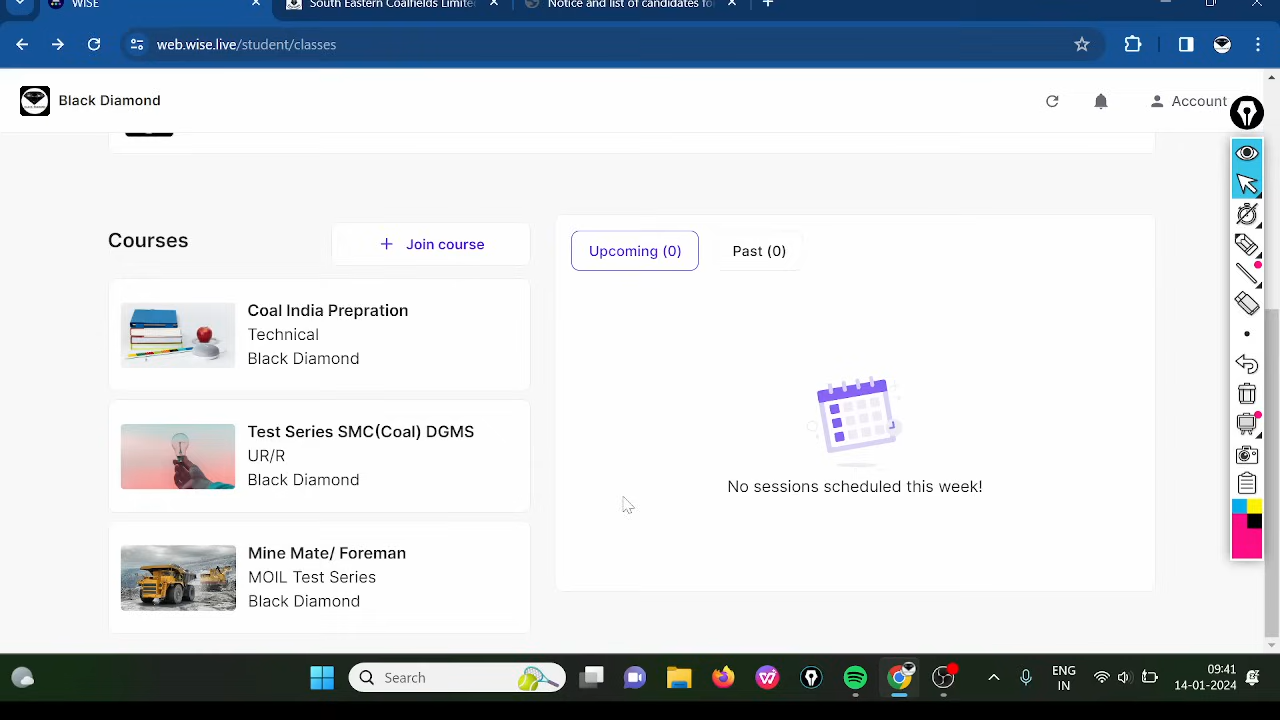 WISE
South Eastern Coalfields Limite
Notice and list of candidates fo
web.wise.live/student/classes
Black Diamond
Account
Courses
+ Join course
Upcoming (0)
Past (0)
Coal India Prepration
Technical
Black Diamond
Test Series SMC(Coal) DGMS
UR/R
Black Diamond
No sessions scheduled this week!
Mine Mate/ Foreman
MOIL Test Series
Black Diamond
Search
ENG
IN
09:41
14-01-2024